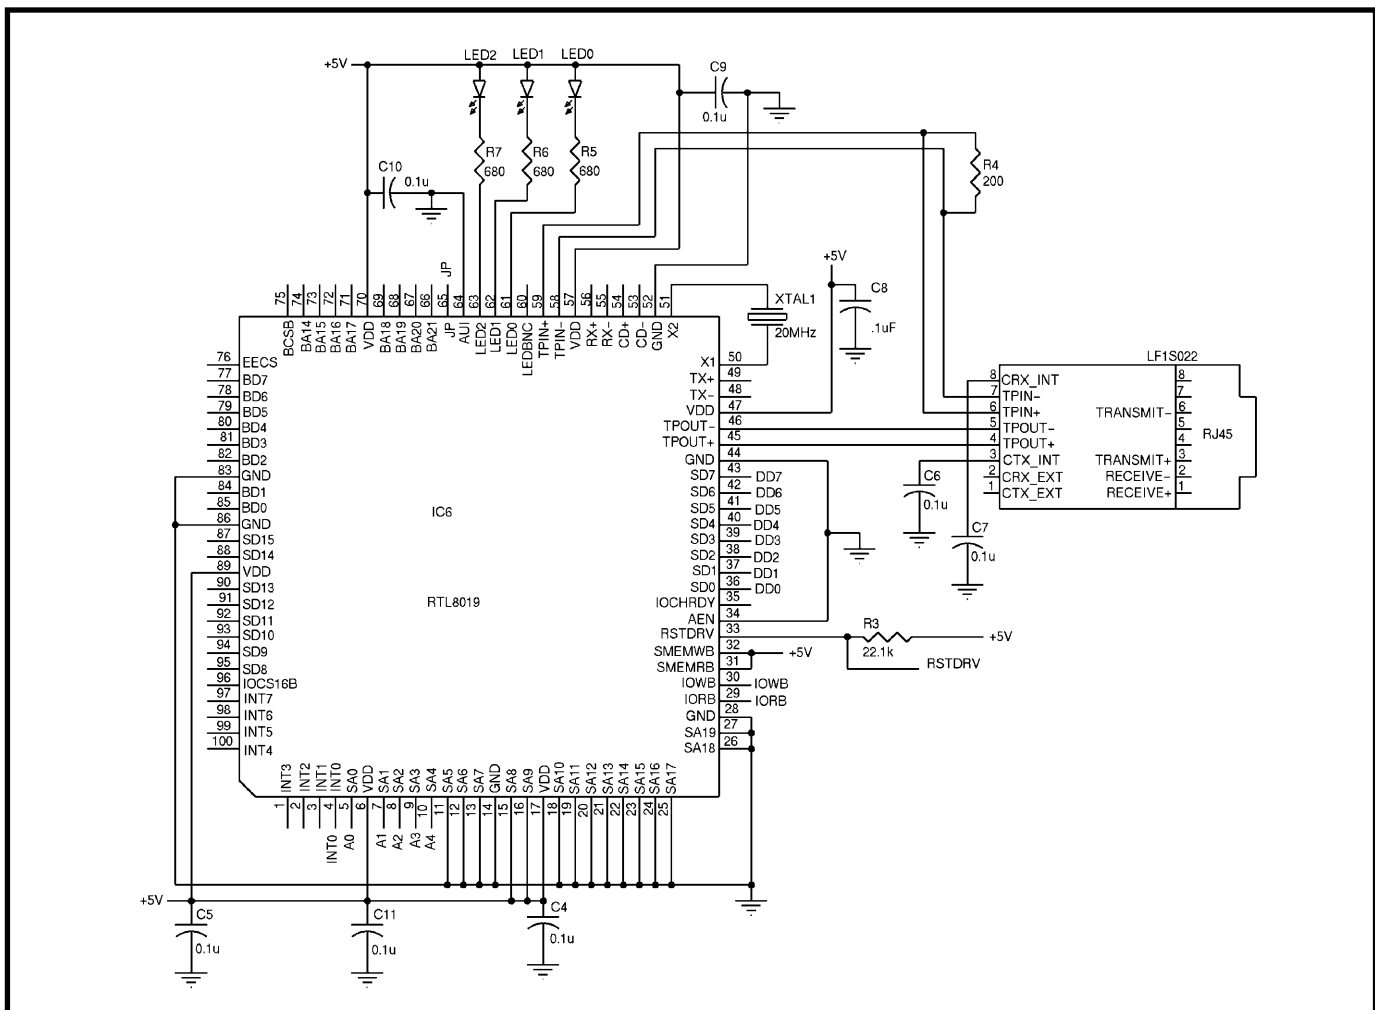 LED2 LED1 LED0
+5V
C9
0.1u
R7
680
R6
680
R5
680
R4
200
C10
0.1u
JP
+5V
C8
.1uF
XTAL1
20MHz
75 74 73 72 71 70 69 68 67 66 65 64 63 62 61 60 59 58 57 56 55 54 53 52 51
BCSB BA14 BA15 BA16 BA17 VDD BA18 BA19 BA20 BA21 JP AUI LED2 LED1 LED0 LEDBNC TPIN+ TPIN- VDD RX+ RX- CD+ CD- GND X2
76 EECS
77 BD7
78 BD6
79 BD5
80 BD4
81 BD3
82 BD2
83 GND
84 BD1
85 BD0
86 GND
87 SD15
88 SD14
89 VDD
90 SD13
91 SD12
92 SD11
93 SD10
94 SD9
95 SD8
96 IOCS16B
97 INT7
98 INT6
99 INT5
100 INT4
IC6
RTL8019
X1 50
TX+ 49
TX- 48
VDD 47
TPOUT- 46
TPOUT+ 45
GND 44
SD7 43 DD7
SD6 42 DD6
SD5 41 DD5
SD4 40 DD4
SD3 39 DD3
SD2 38 DD2
SD1 37 DD1
SD0 36 DD0
IOCHRDY 35
AEN 34
RSTDRV 33
SMEMWB 32 +5V
SMEMRB 31
IOWB 30 IOWB
IORB 29 IORB
GND 28
SA19 27
SA18 26
R3
22.1k
+5V
RSTDRV
LF1S022
8 CRX_INT 8
7 TPIN- 7
6 TPIN+ TRANSMIT- 6
5 TPOUT- 5
4 TPOUT+ 4
3 CTX_INT TRANSMIT+ 3
2 CRX_EXT RECEIVE- 2
1 CTX_EXT RECEIVE+ 1
RJ45
C6
0.1u
C7
0.1u
INT3 INT2 INT1 INT0 SA0 VDD SA1 SA2 SA3 SA4 SA5 SA6 SA7 GND SA8 SA9 VDD SA10 SA11 SA12 SA13 SA14 SA15 SA16 SA17
1 2 3 4 5 6 7 8 9 10 11 12 13 14 15 16 17 18 19 20 21 22 23 24 25
INT0 A0 A1 A2 A3 A4
+5V
C5
0.1u
C11
0.1u
C4
0.1u